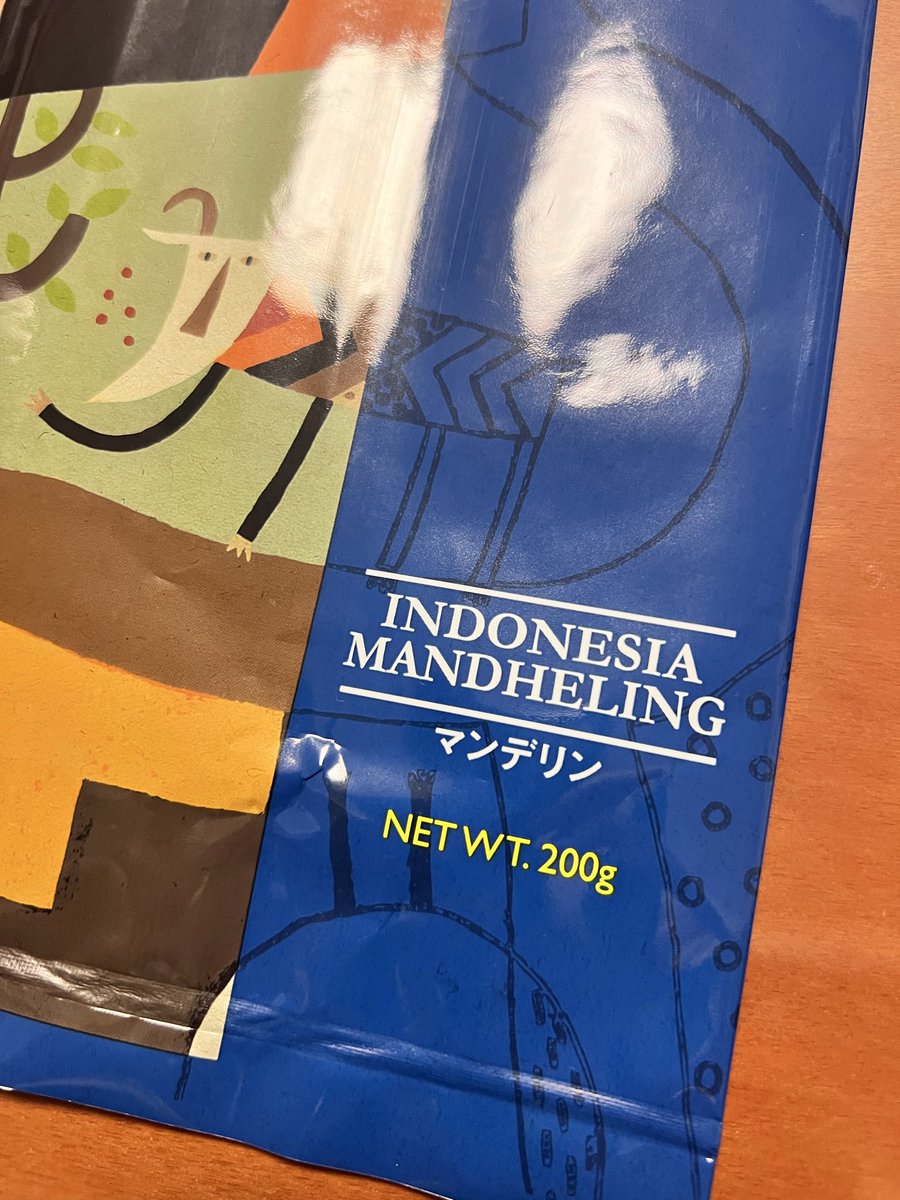 INDONESIA
MANDHELING
マンデリン
NET WT. 200g